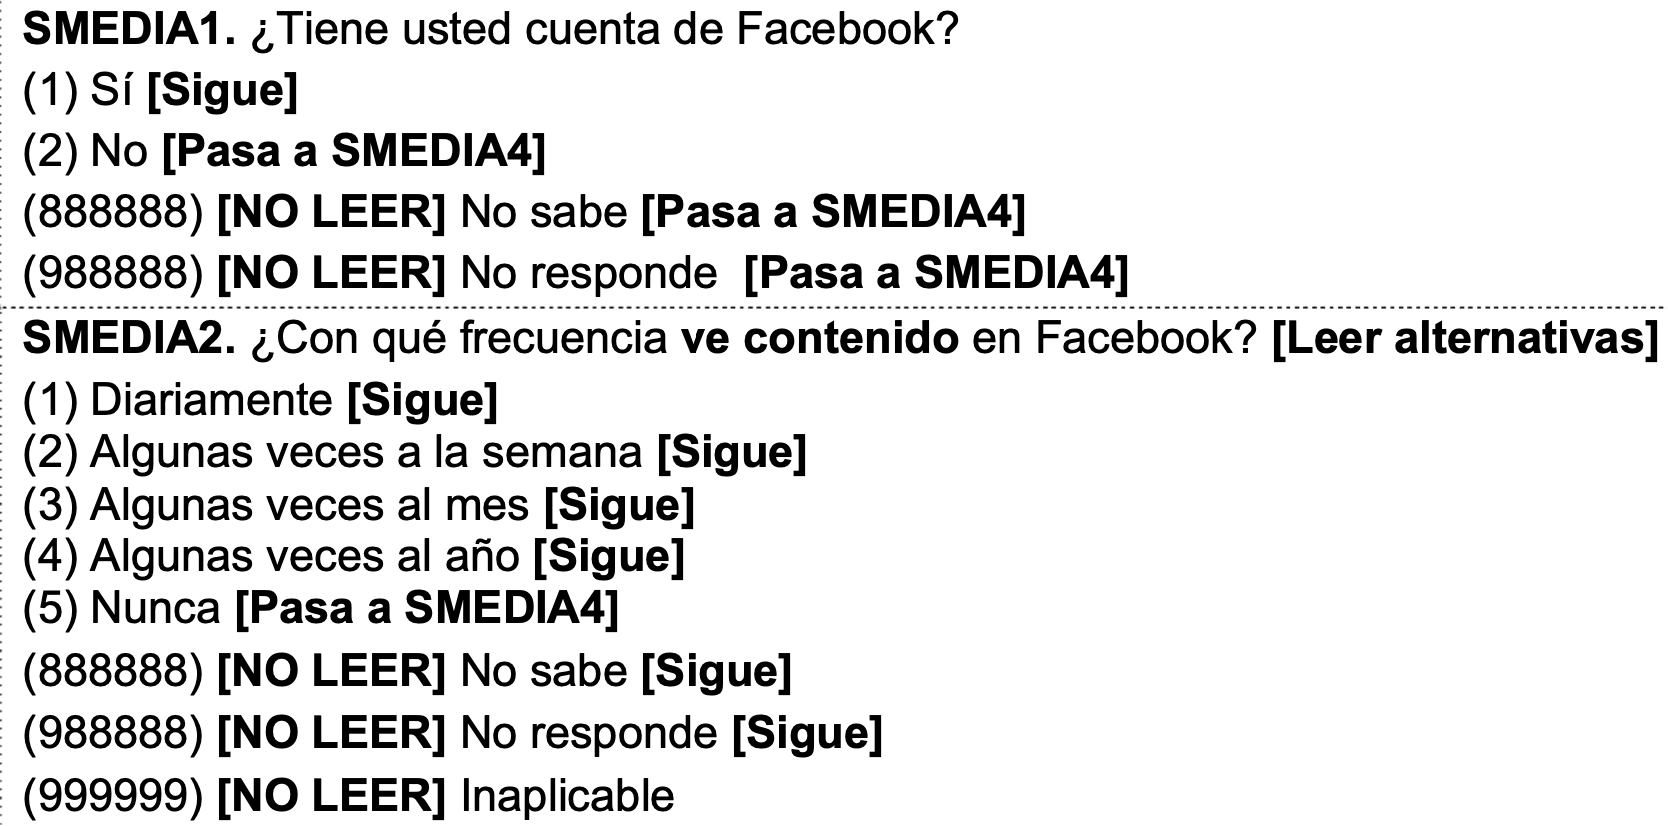 SMEDIA1. ¿Tiene usted cuenta de Facebook?
(1) Sí [Sigue]
(2) No [Pasa a SMEDIA4]
(888888) [NO LEER] No sabe [Pasa a SMEDIA4]
(988888) [NO LEER] No responde  [Pasa a SMEDIA4]
SMEDIA2. ¿Con qué frecuencia ve contenido en Facebook? [Leer alternativas]
(1) Diariamente [Sigue]
(2) Algunas veces a la semana [Sigue]
(3) Algunas veces al mes [Sigue]
(4) Algunas veces al año [Sigue]
(5) Nunca [Pasa a SMEDIA4]
(888888) [NO LEER] No sabe [Sigue]
(988888) [NO LEER] No responde [Sigue]
(999999) [NO LEER] Inaplicable